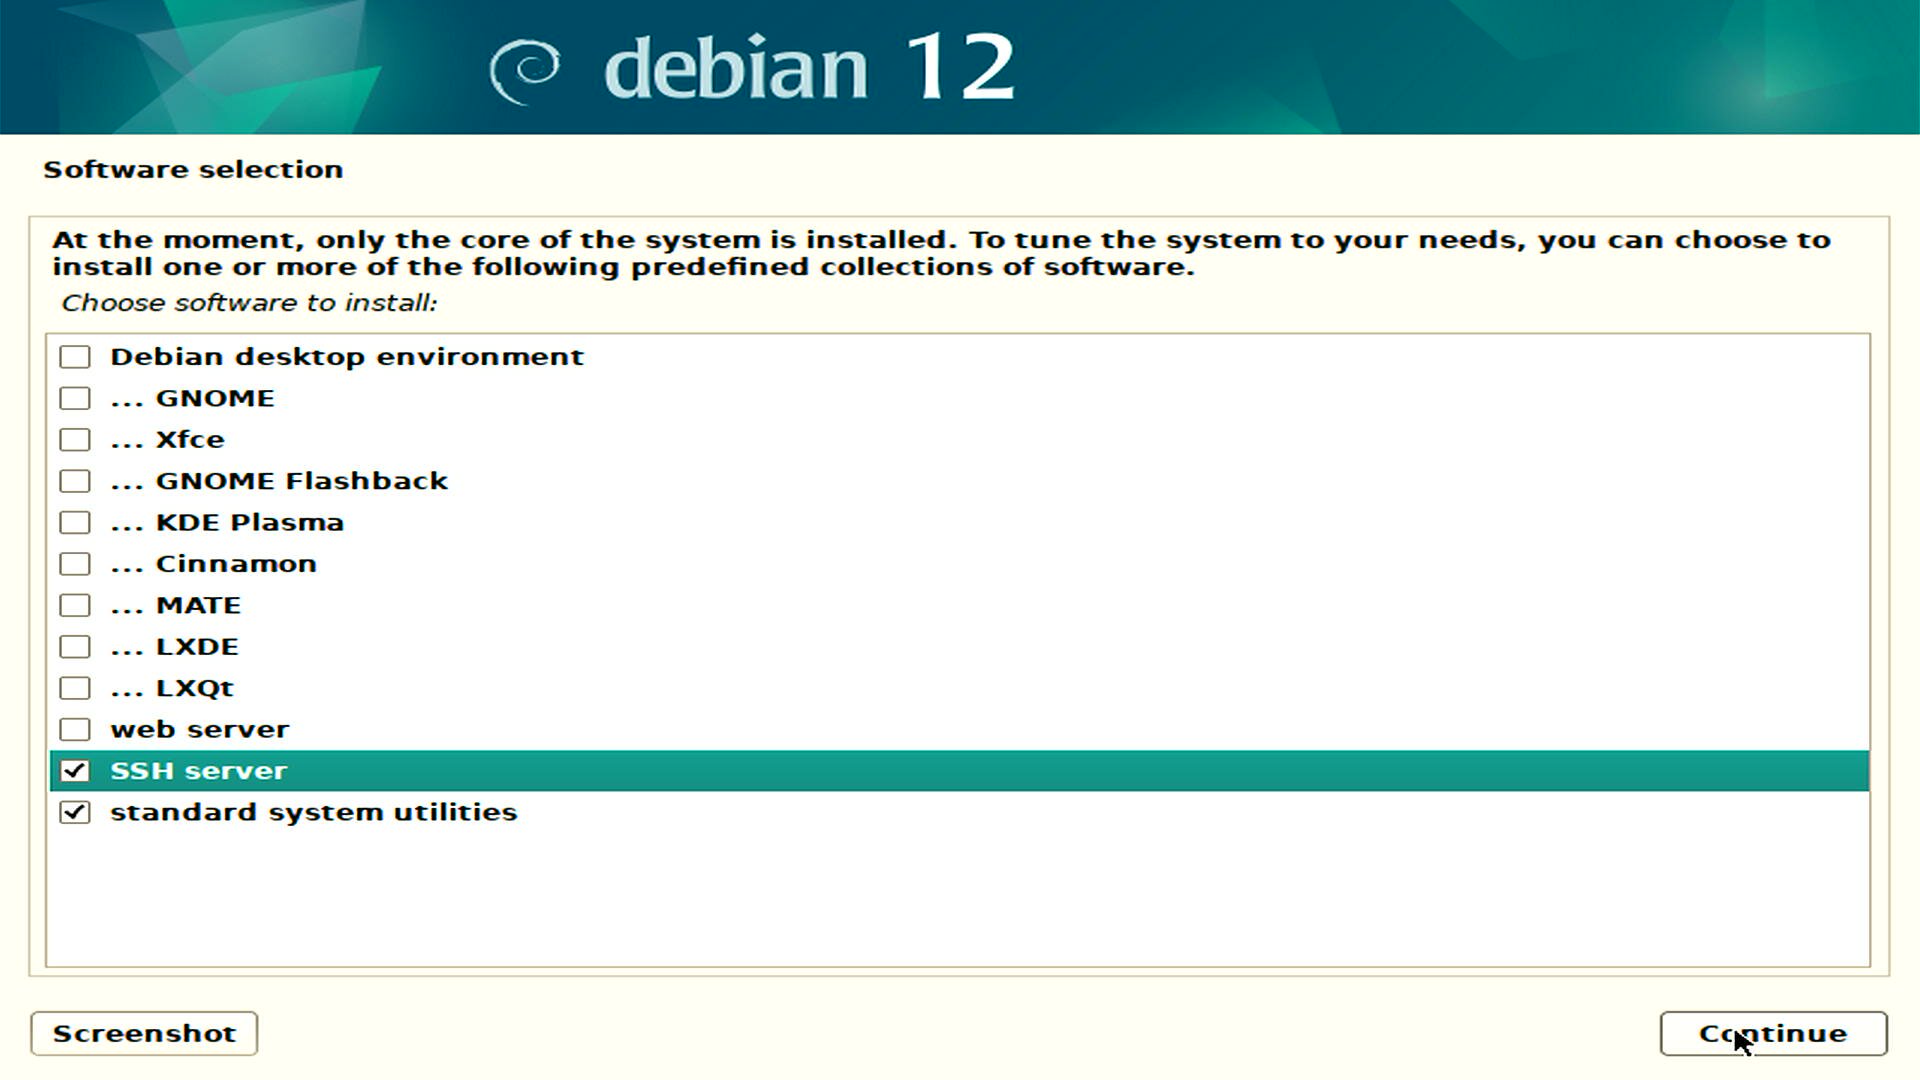 debian 12
Software selection
At the moment, only the core of the system is installed. To tune the system to your needs, you can choose to
install one or more of the following predefined collections of software.
Choose software to install:
Debian desktop environment
... GNOME
... Xfce
... GNOME Flashback
... KDE Plasma
... Cinnamon
... MATE
... LXDE
... LXQt
web server
SSH server
standard system utilities
Screenshot
Continue